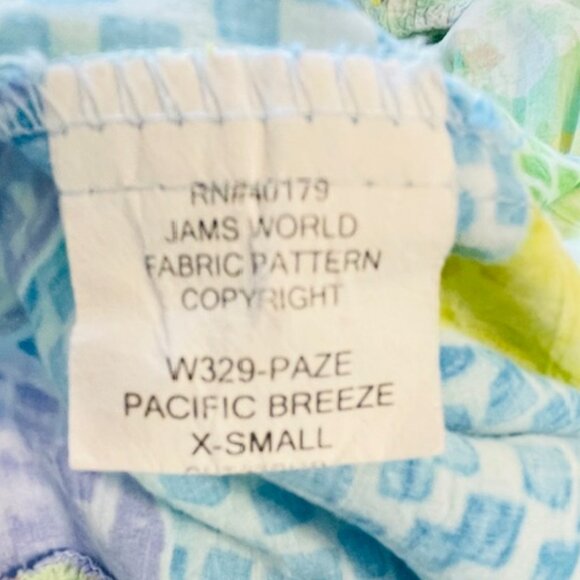 RN#40179
JAMS WORLD
FABRIC PATTERN
COPYRIGHT
W329-PAZE
PACIFIC BREEZE
X-SMALL